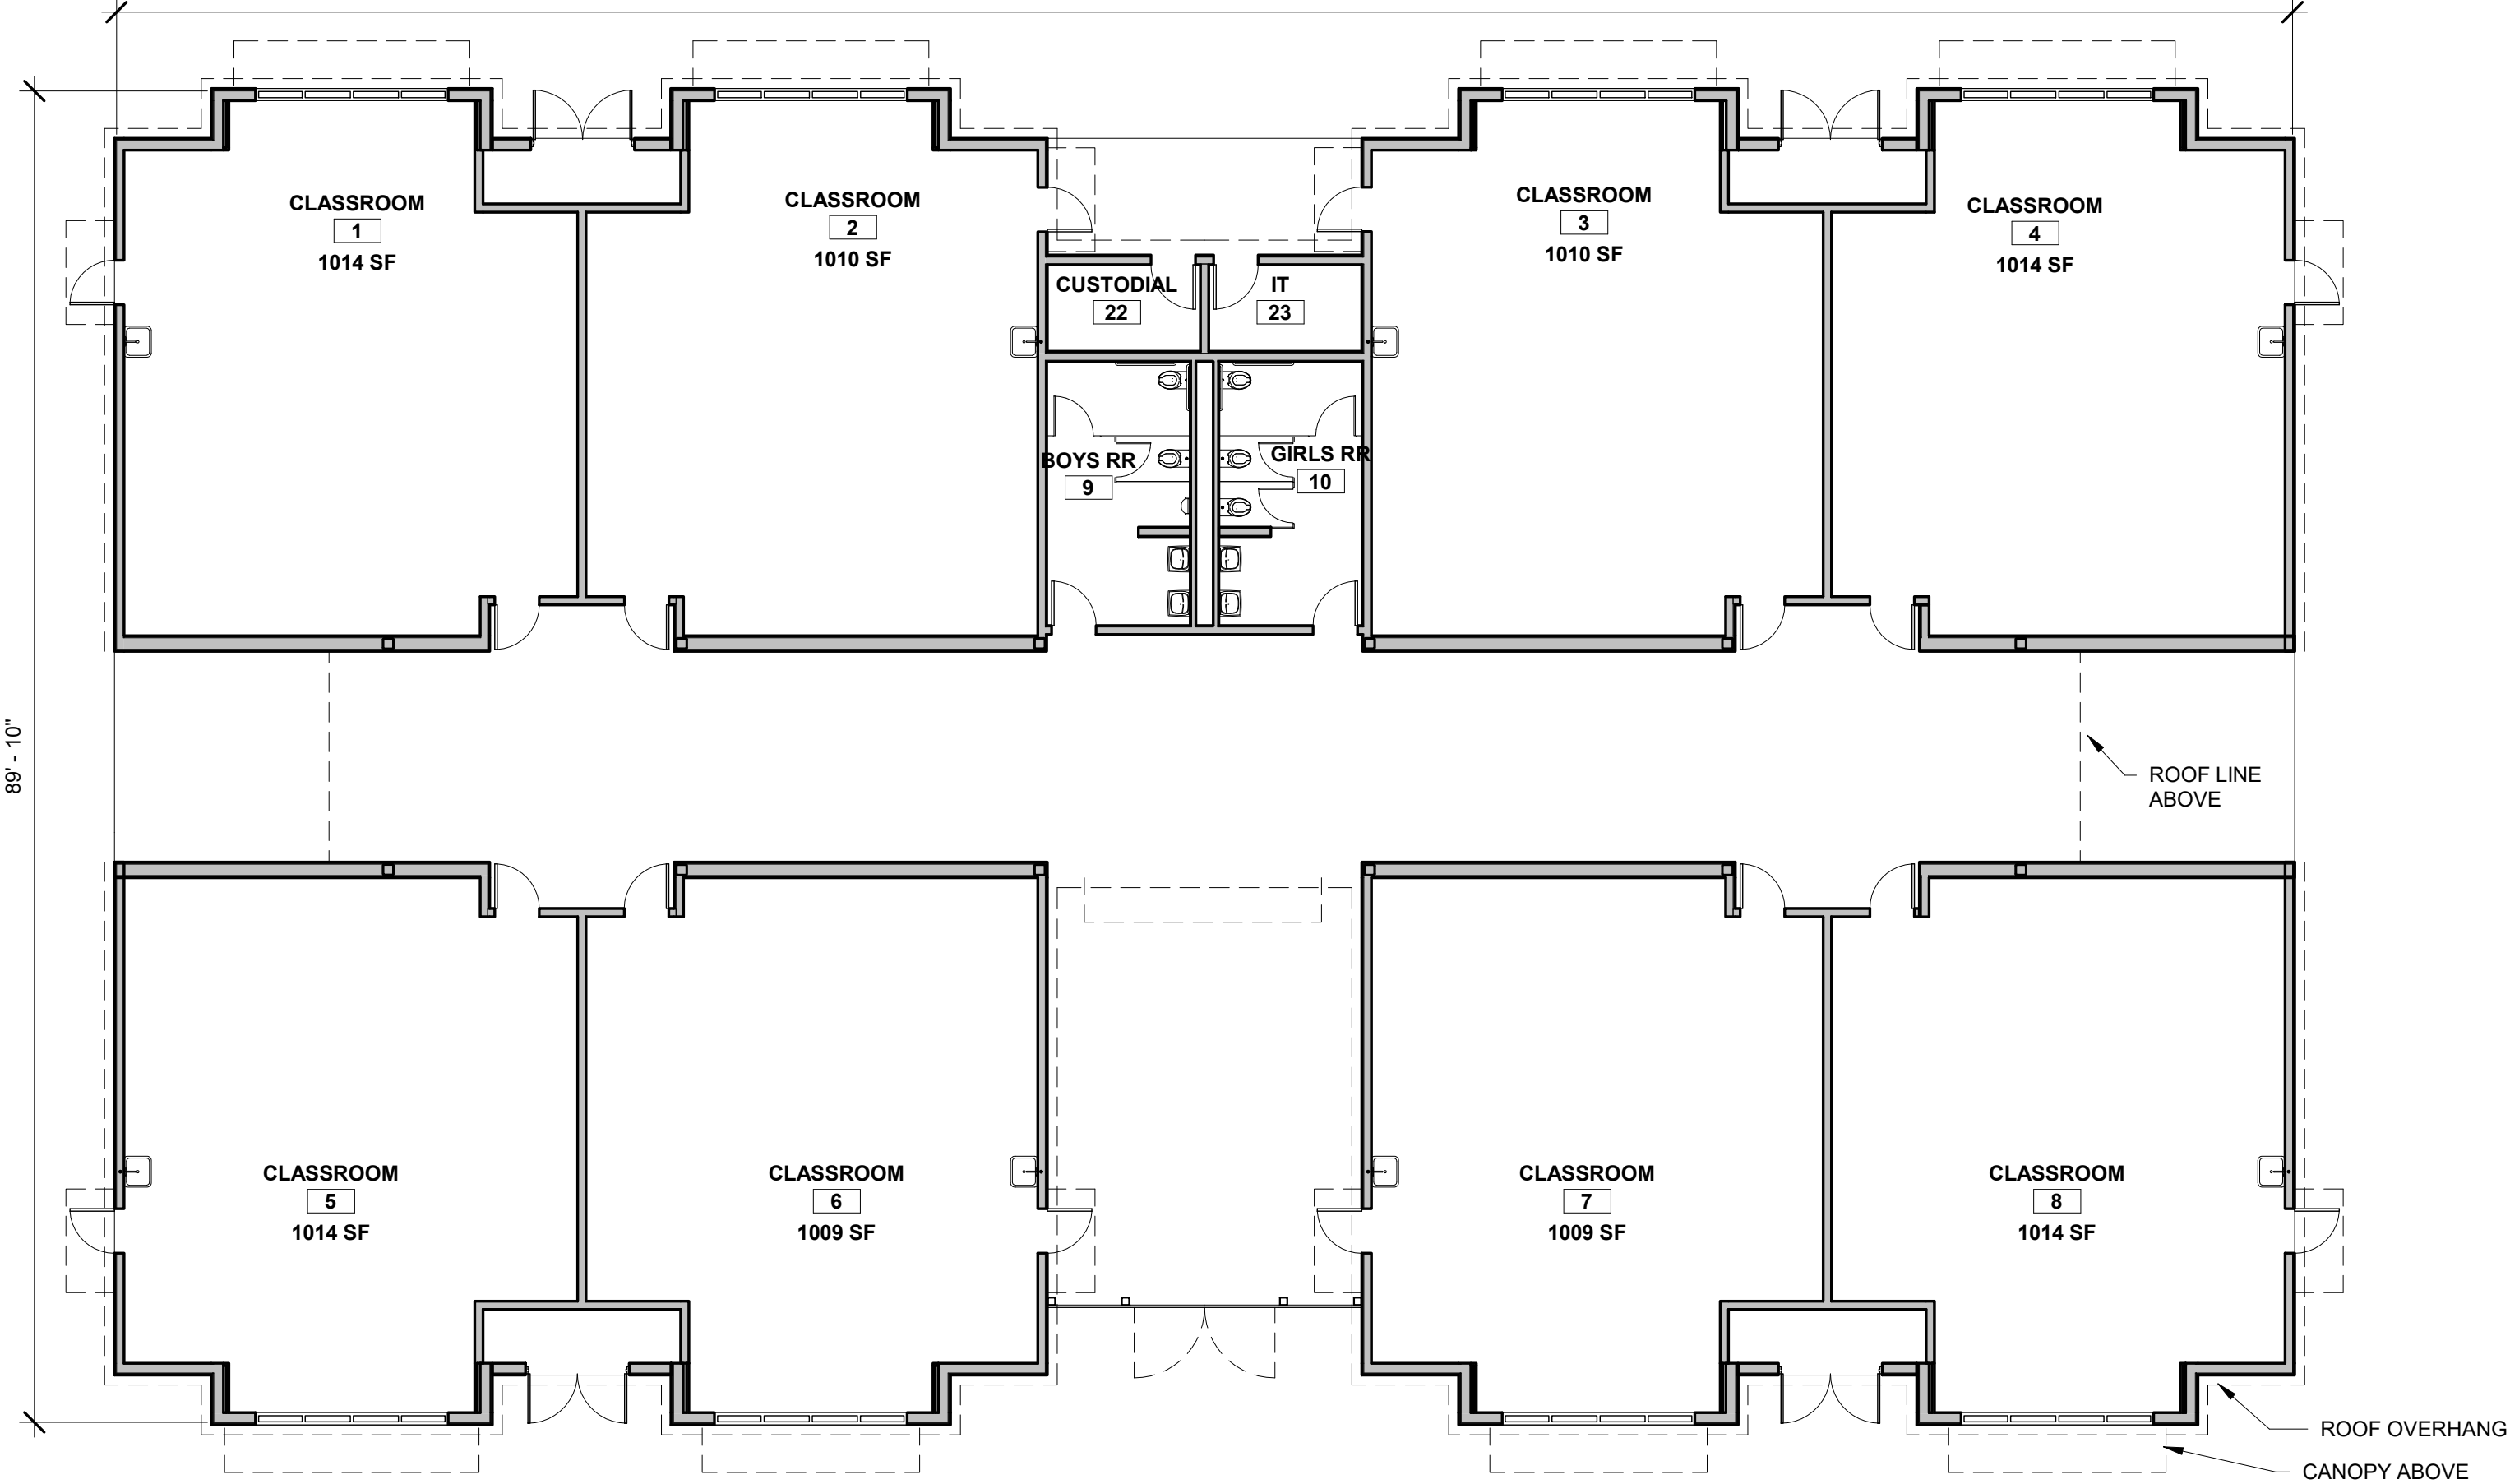 CLASSROOM
1
1014 SF
CLASSROOM
2
1010 SF
CLASSROOM
3
1010 SF
CLASSROOM
4
1014 SF
CUSTODIAL
22
IT
23
BOYS RR
9
GIRLS RR
10
89' - 10"
ROOF LINE
ABOVE
CLASSROOM
5
1014 SF
CLASSROOM
6
1009 SF
CLASSROOM
7
1009 SF
CLASSROOM
8
1014 SF
ROOF OVERHANG
CANOPY ABOVE